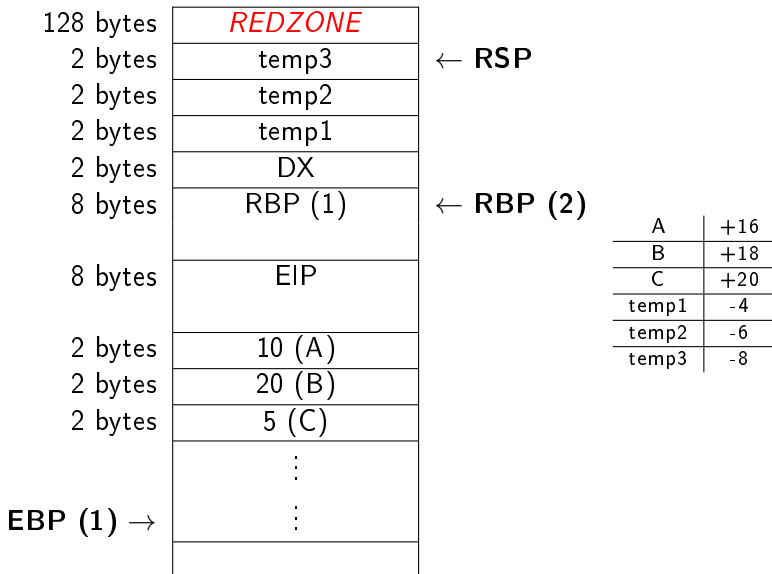 128 bytes REDZONE
2 bytes temp3 ← RSP
2 bytes temp2
2 bytes temp1
2 bytes DX
8 bytes RBP (1) ← RBP (2)
8 bytes EIP
2 bytes 10 (A)
2 bytes 20 (B)
2 bytes 5 (C)
⋮
EBP (1) → ⋮
A +16
B +18
C +20
temp1 -4
temp2 -6
temp3 -8